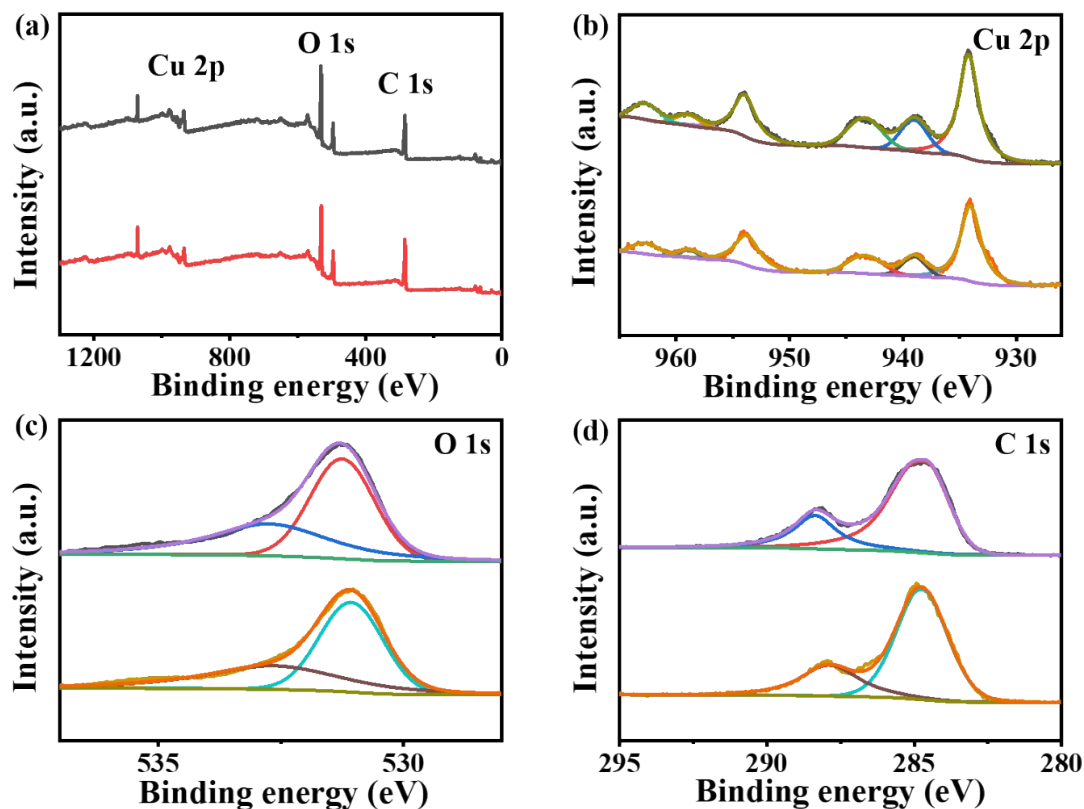 (a)
O 1s
Cu 2p
C 1s
Intensity (a.u.)
1200
800
400
0
Binding energy (eV)
(b)
Cu 2p
Intensity (a.u.)
960
950
940
930
Binding energy (eV)
(c)
O 1s
Intensity (a.u.)
535
530
Binding energy (eV)
(d)
C 1s
Intensity (a.u.)
295
290
285
280
Binding energy (eV)